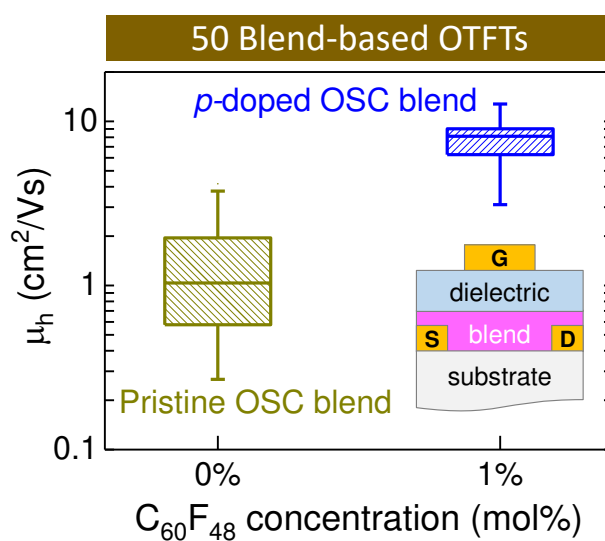 50 Blend-based OTFTs
p-doped OSC blend
10
1
0.1
μh (cm²/Vs)
G
dielectric
S blend D
substrate
Pristine OSC blend
0% 1%
C₆₀F₄₈ concentration (mol%)